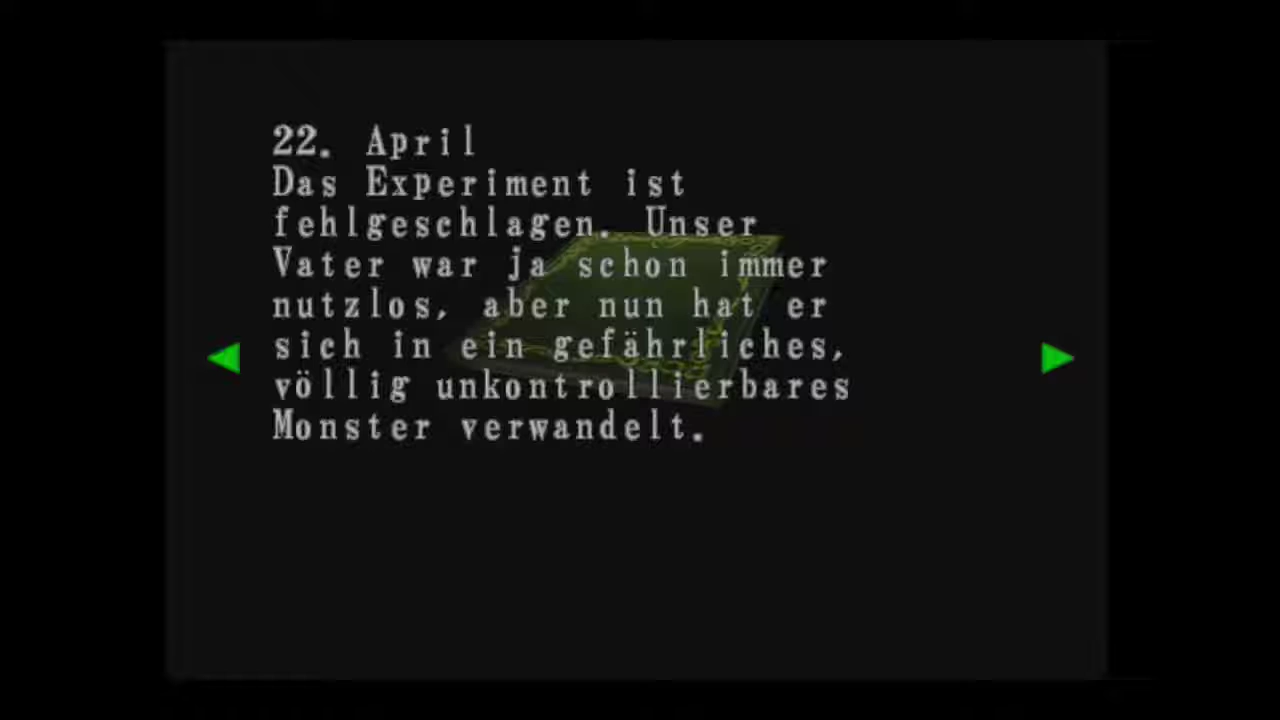 22. April
Das Experiment ist
fehlgeschlagen. Unser
Vater war ja schon immer
nutzlos, aber nun hat er
sich in ein gefährliches,
völlig unkontrollierbares
Monster verwandelt.